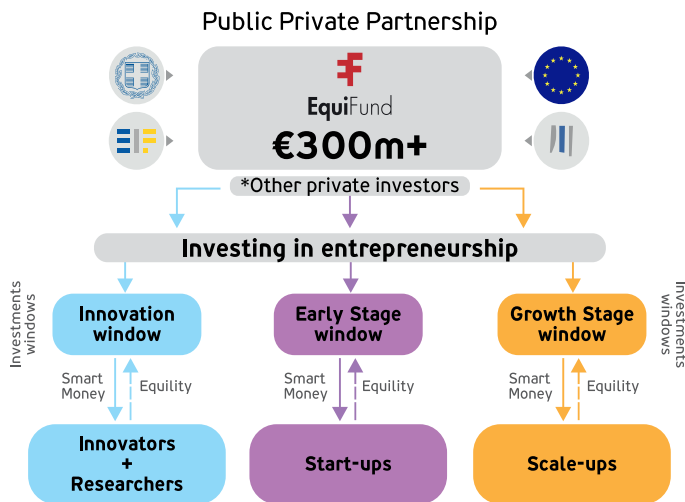 Public Private Partnership
EquiFund
€300m+
EIF
*Other private investors
Investing in entrepreneurship
Investments
windows
Innovation
window
Early Stage
window
Growth Stage
window
Investments
windows
Smart
Money
Equility
Smart
Money
Equility
Smart
Money
Equility
Innovators
+
Researchers
Start-ups
Scale-ups